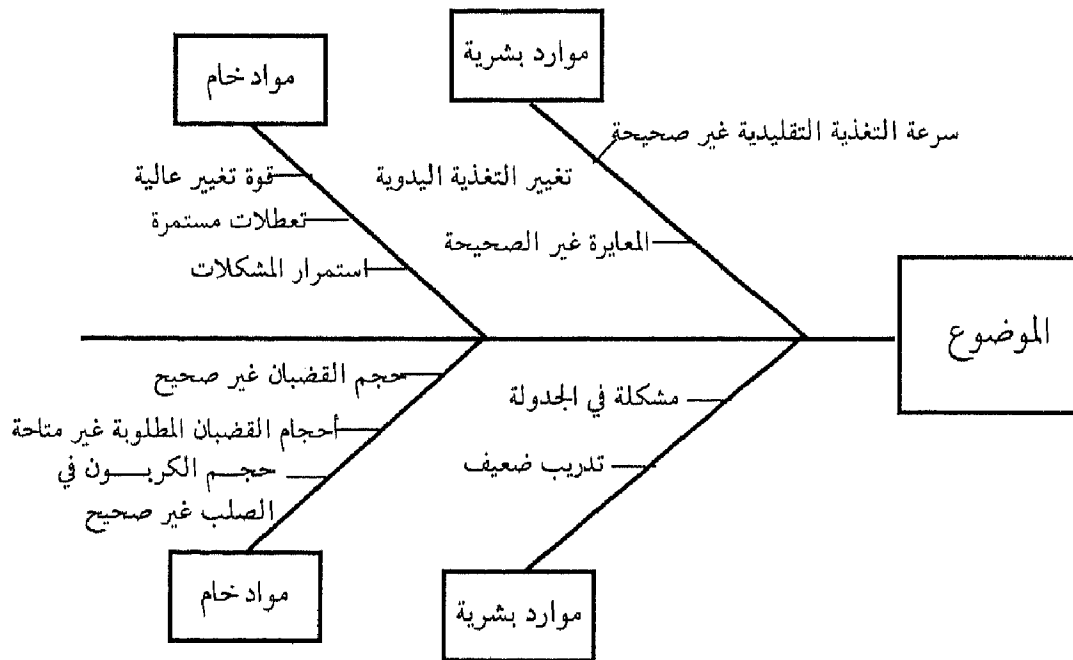 موارد بشرية
مواد خام
سرعة التغذية التقليدية غير صحيحة
تغيير التغذية اليدوية
المعايرة غير الصحيحة
قوة تغيير عالية
تعطلات مستمرة
استمرار المشكلات
الموضوع
مشكلة في الجدولة
تدريب ضعيف
حجم القضبان غير صحيح
أحجام القضبان المطلوبة غير متاحة
حجم الكربون في
الصلب غير صحيح
موارد بشرية
مواد خام